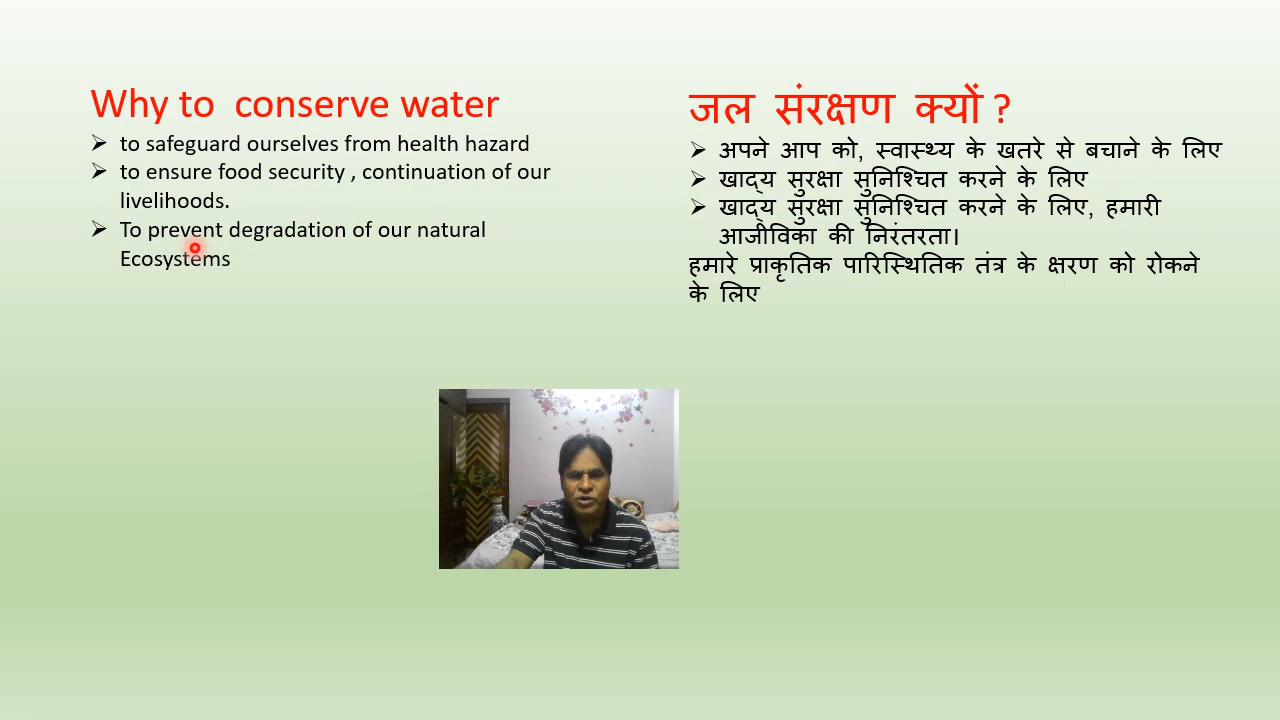 Why to conserve water
➢ to safeguard ourselves from health hazard
➢ to ensure food security , continuation of our
livelihoods.
➢ To prevent degradation of our natural
Ecosystems
जल संरक्षण क्यों ?
➢ अपने आप को, स्वास्थ्य के खतरे से बचाने के लिए
➢ खाद्य सुरक्षा सुनिश्चित करने के लिए
➢ खाद्य सुरक्षा सुनिश्चित करने के लिए, हमारी
आजीविका की निरंतरता।
हमारे प्राकृतिक पारिस्थितिक तंत्र के क्षरण को रोकने
के लिए